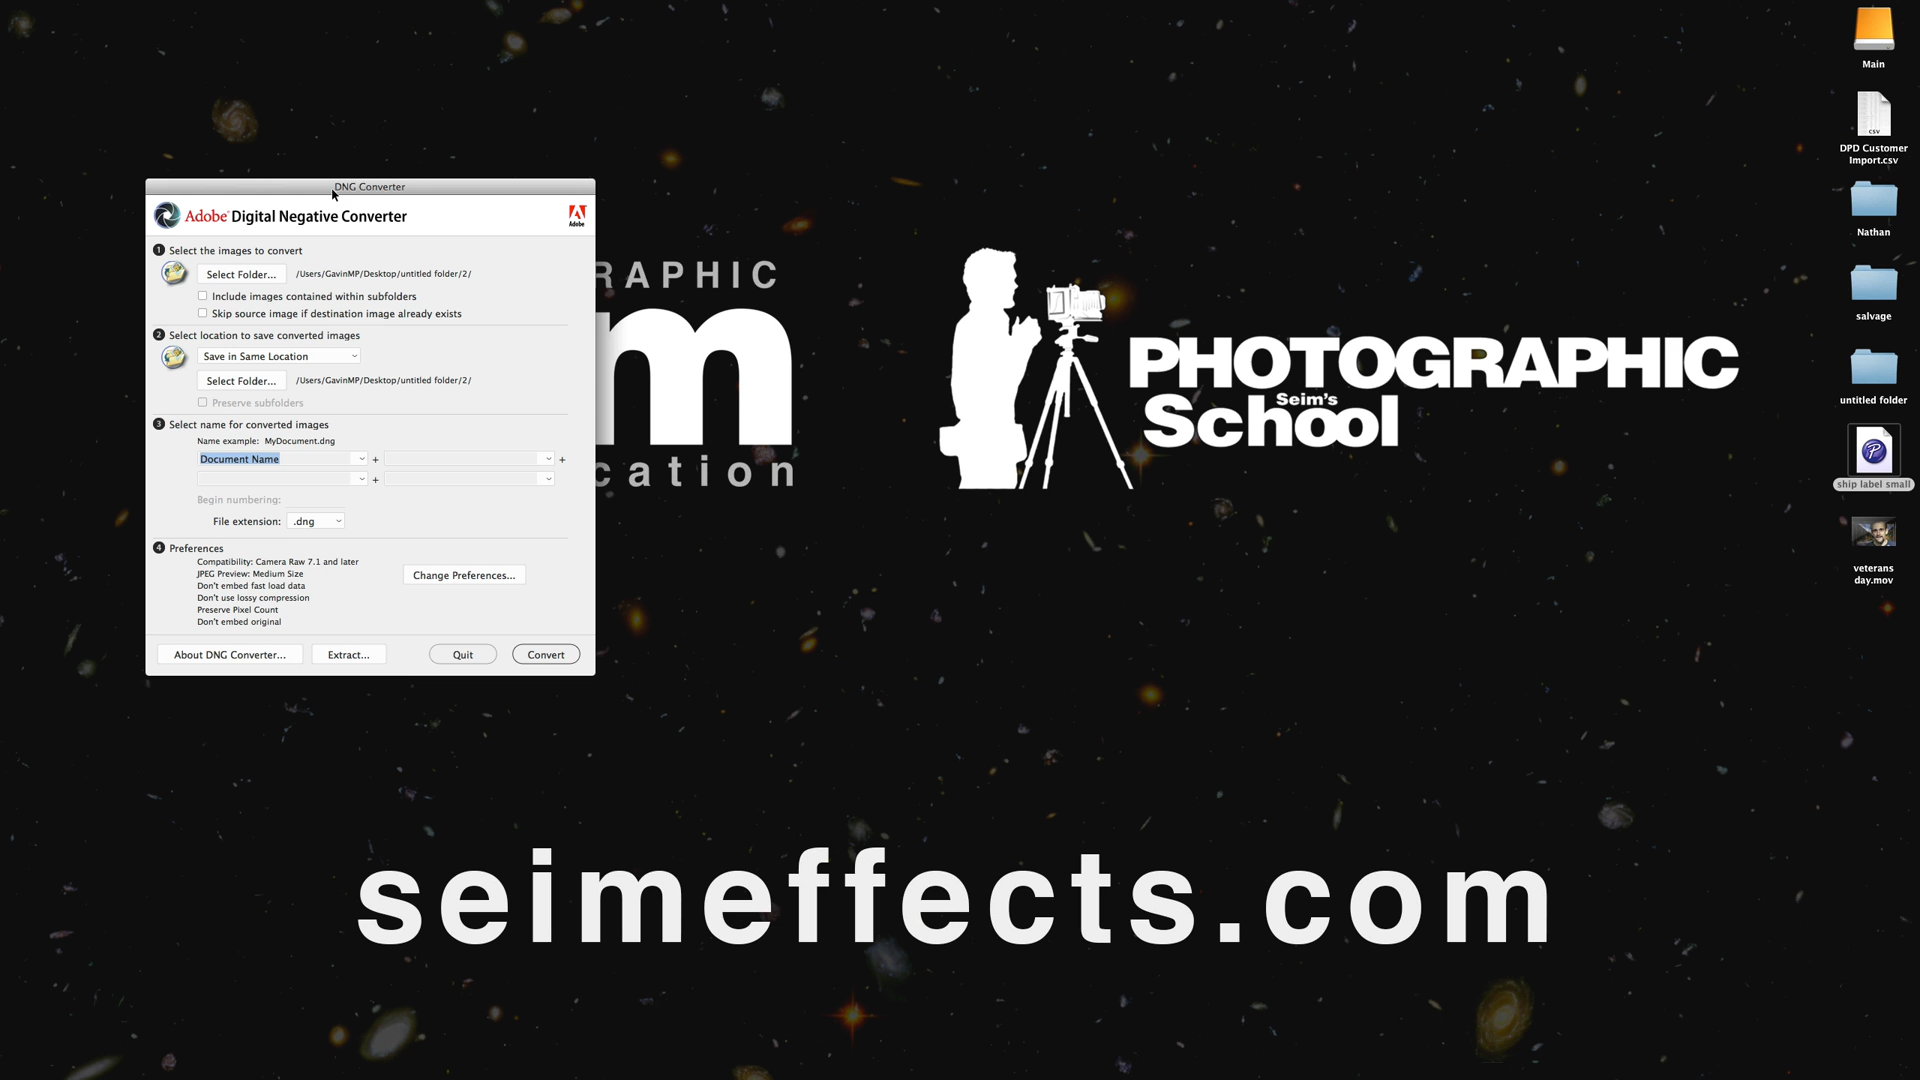 DNG Converter
Adobe Digital Negative Converter
Adobe
1 Select the images to convert
Select Folder... /Users/GavinMP/Desktop/untitled folder/2/
Include images contained within subfolders
Skip source image if destination image already exists
2 Select location to save converted images
Save in Same Location
Select Folder... /Users/GavinMP/Desktop/untitled folder/2/
Preserve subfolders
3 Select name for converted images
Name example: MyDocument.dng
Document Name + +
+
Begin numbering:
File extension: .dng
4 Preferences
Compatibility: Camera Raw 7.1 and later
JPEG Preview: Medium Size
Don't embed fast load data
Don't use lossy compression
Preserve Pixel Count
Don't embed original
Change Preferences...
About DNG Converter... Extract... Quit Convert
RAPHIC
m
cation
PHOTOGRAPHIC
Seim's
School
seimeffects.com
Main
CSV
DPD Customer
Import.csv
Nathan
salvage
untitled folder
P
ship label small
veterans
day.mov